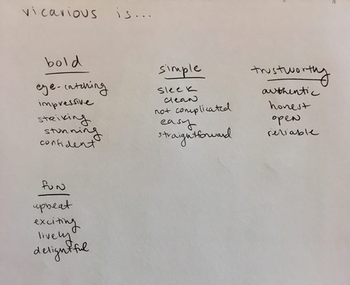 vicarious is...
bold
eye-catching
impressive
striking
stunning
confident
simple
sleek
clean
not complicated
easy
straightforward
trustworthy
authentic
honest
open
reliable
fun
upbeat
exciting
lively
delightful